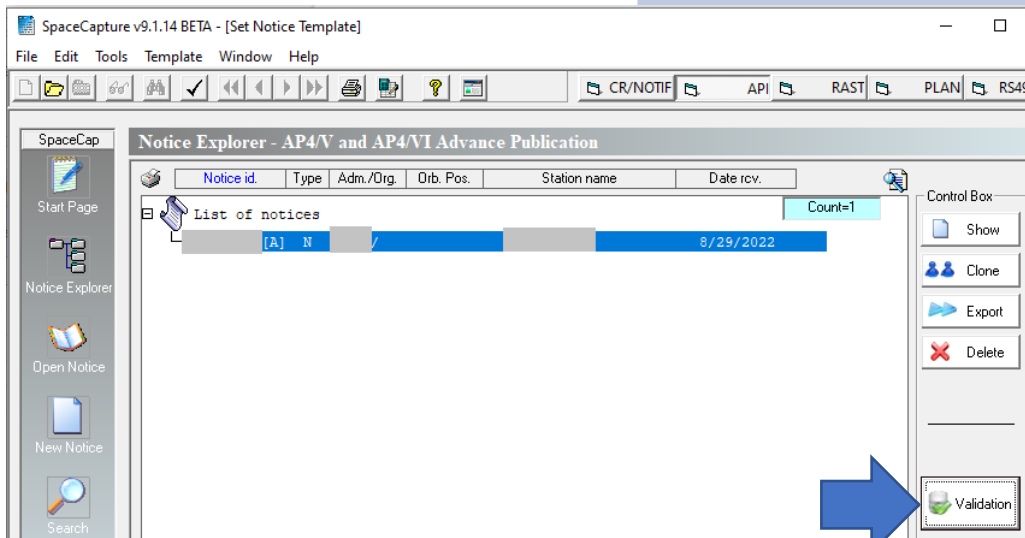 SpaceCapture v9.1.14 BETA - [Set Notice Template]
File Edit Tools Template Window Help
CR/NOTIF API RAST PLAN RS49
SpaceCap
Notice Explorer - AP4/V and AP4/VI Advance Publication
Notice id. Type Adm./Org. Orb. Pos. Station name Date rcv.
Control Box
Start Page
List of notices
Count=1
Show
[A] N / 8/29/2022
Clone
Notice Explorer
Export
Open Notice
Delete
New Notice
Validation
Search